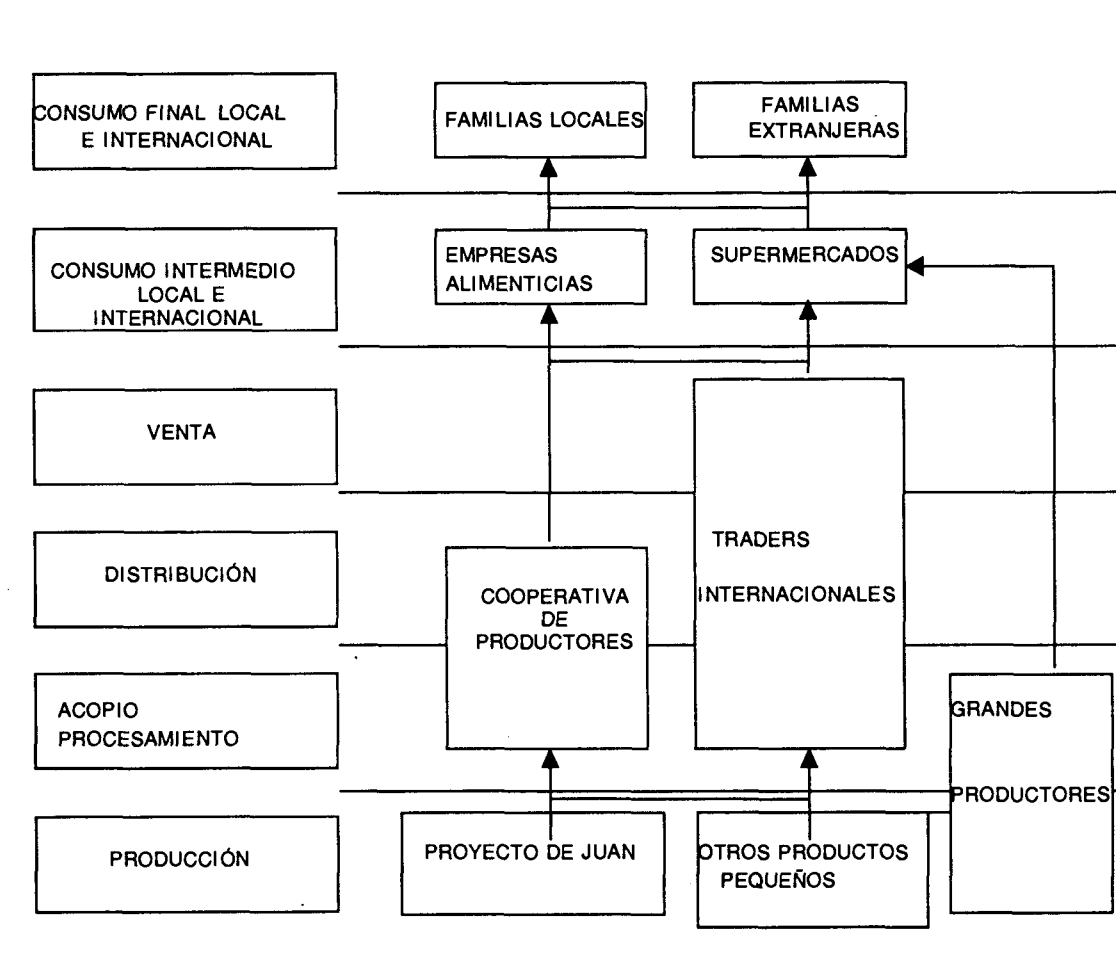 CONSUMO FINAL LOCAL
E INTERNACIONAL
FAMILIAS LOCALES
FAMILIAS
EXTRANJERAS
CONSUMO INTERMEDIO
LOCAL E
INTERNACIONAL
EMPRESAS
ALIMENTICIAS
SUPERMERCADOS
VENTA
DISTRIBUCIÓN
COOPERATIVA
DE
PRODUCTORES
TRADERS
INTERNACIONALES
ACOPIO
PROCESAMIENTO
GRANDES
PRODUCTORES
PRODUCCIÓN
PROYECTO DE JUAN
OTROS PRODUCTOS
PEQUEÑOS